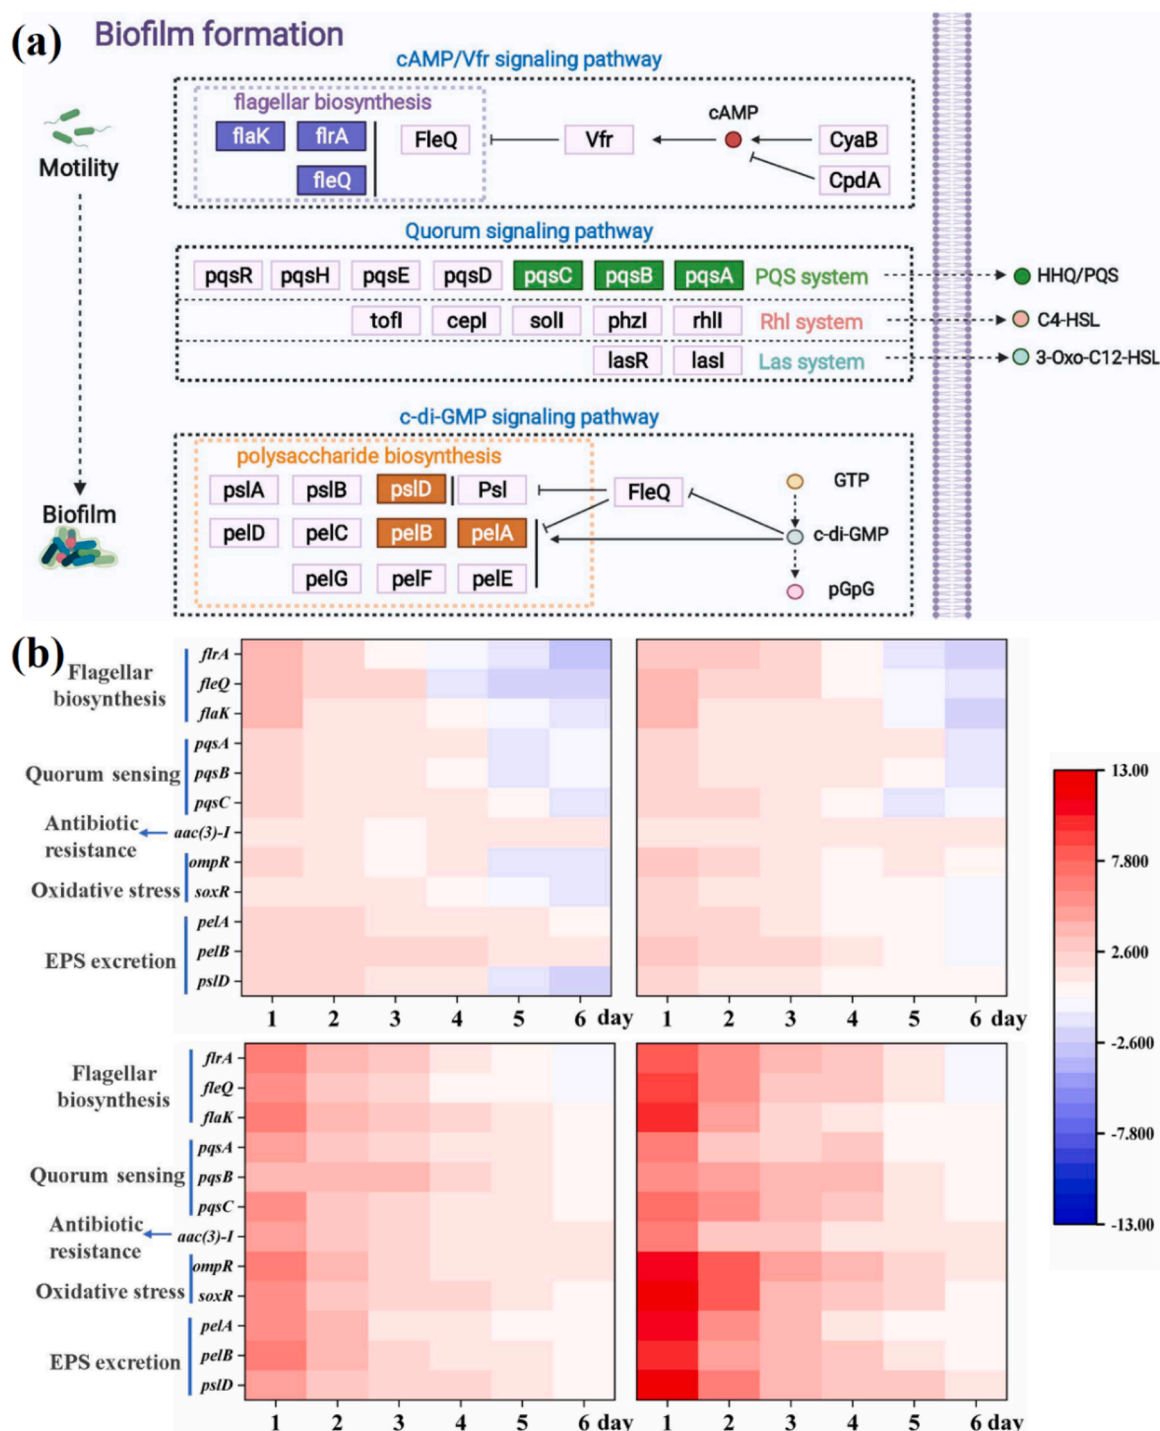 (a) Biofilm formation
cAMP/Vfr signaling pathway
flagellar biosynthesis
flaK flrA FleQ Vfr cAMP CyaB
fleQ CpdA
Motility
Quorum signaling pathway
pqsR pqsH pqsE pqsD pqsC pqsB pqsA PQS system HHQ/PQS
tofI cepI solI phzI rhlI Rhl system C4-HSL
lasR lasI Las system 3-Oxo-C12-HSL
c-di-GMP signaling pathway
polysaccharide biosynthesis
pslA pslB pslD Psl FleQ GTP
Biofilm
pelD pelC pelB pelA c-di-GMP
pelG pelF pelE pGpG
(b)
Flagellar
biosynthesis
flrA
fleQ
flaK
Quorum sensing
pqsA
pqsB
pqsC
Antibiotic
resistance
aac(3)-I
Oxidative stress
ompR
soxR
EPS excretion
pelA
pelB
pslD
1 2 3 4 5 6 day
1 2 3 4 5 6 day
13.00
7.800
2.600
-2.600
-7.800
-13.00
Flagellar
biosynthesis
flrA
fleQ
flaK
Quorum sensing
pqsA
pqsB
pqsC
Antibiotic
resistance
aac(3)-I
Oxidative stress
ompR
soxR
EPS excretion
pelA
pelB
pslD
1 2 3 4 5 6 day
1 2 3 4 5 6 day